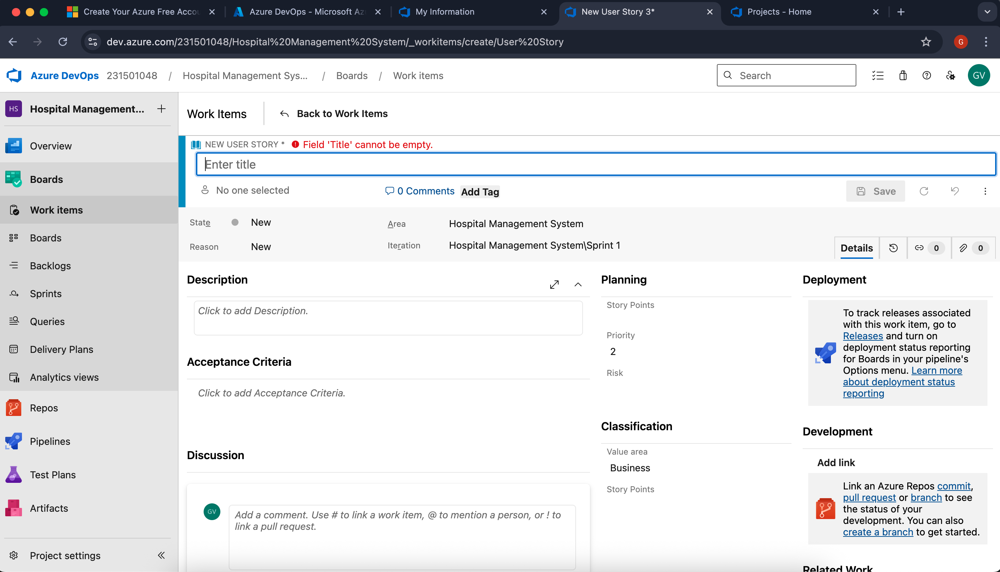 Create Your Azure Free Acco
Azure DevOps - Microsoft Az
My Information
New User Story 3*
Projects - Home
dev.azure.com/231501048/Hospital%20Management%20System/_workitems/create/User%20Story
G
Azure DevOps 231501048 / Hospital Management Sys... / Boards / Work items
Search
GV
HS Hospital Management...
Overview
Boards
Work items
Boards
Backlogs
Sprints
Queries
Delivery Plans
Analytics views
Repos
Pipelines
Test Plans
Artifacts
Project settings
Work Items
Back to Work Items
NEW USER STORY * Field 'Title' cannot be empty.
Enter title
No one selected
0 Comments
Add Tag
Save
State New
Area Hospital Management System
Reason New
Iteration Hospital Management System\Sprint 1
Details
0
0
Description
Click to add Description.
Acceptance Criteria
Click to add Acceptance Criteria.
Discussion
GV
Add a comment. Use # to link a work item, @ to mention a person, or ! to
link a pull request.
Planning
Story Points
Priority
2
Risk
Classification
Value area
Business
Story Points
Deployment
To track releases associated
with this work item, go to
Releases and turn on
deployment status reporting
for Boards in your pipeline's
Options menu. Learn more
about deployment status
reporting
Development
Add link
Link an Azure Repos commit,
pull request or branch to see
the status of your
development. You can also
create a branch to get started.
Related Work